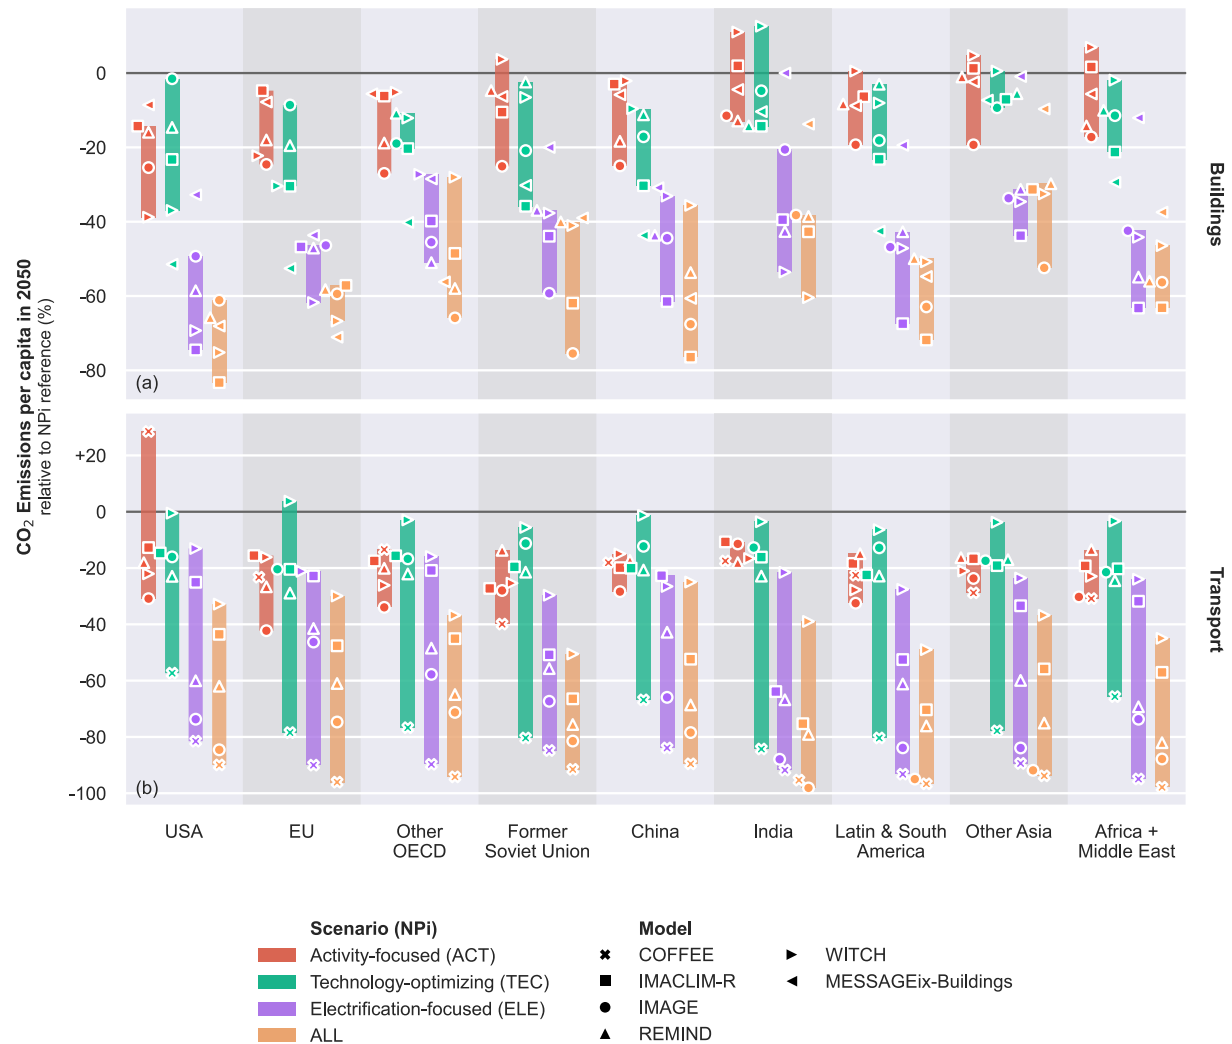 CO₂ Emissions per capita in 2050
relative to NPi reference (%)
0
-20
-40
-60
-80
(a)
Buildings
+20
0
-20
-40
-60
-80
-100
(b)
Transport
USA
EU
Other
OECD
Former
Soviet Union
China
India
Latin & South
America
Other Asia
Africa +
Middle East
Scenario (NPi)
Activity-focused (ACT)
Technology-optimizing (TEC)
Electrification-focused (ELE)
ALL
Model
COFFEE
IMACLIM-R
IMAGE
REMIND
WITCH
MESSAGEix-Buildings